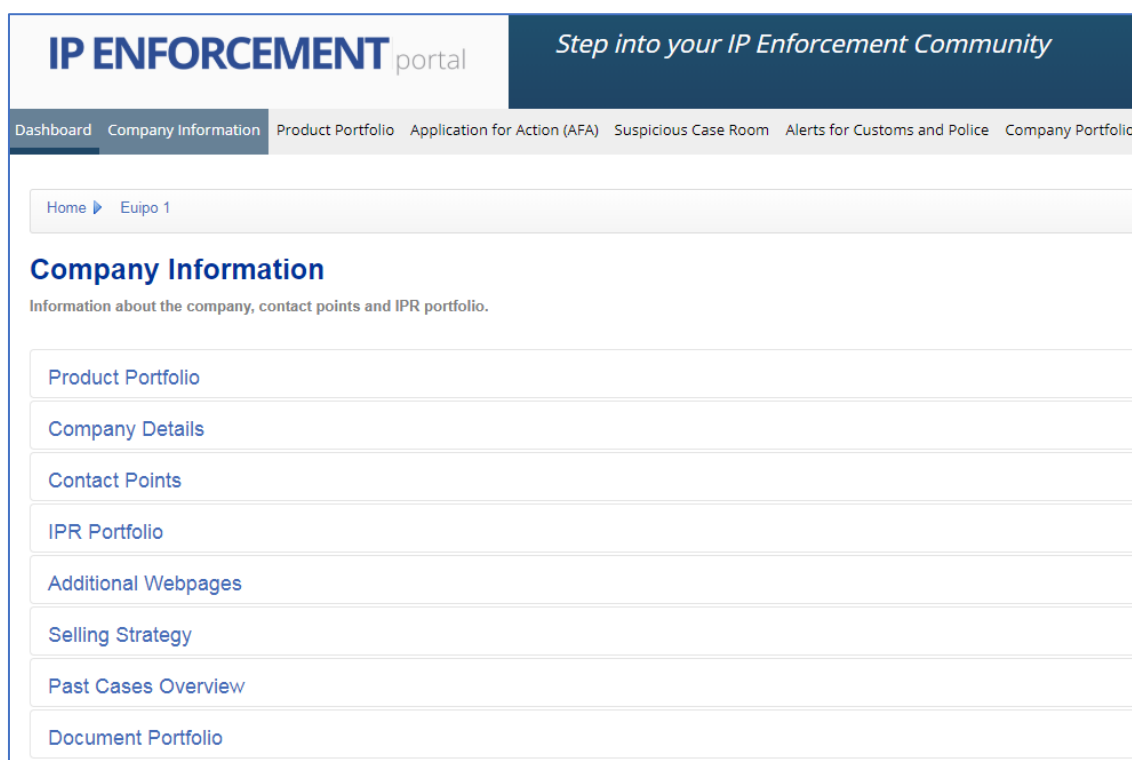 IP ENFORCEMENT portal
Step into your IP Enforcement Community
Dashboard Company Information Product Portfolio Application for Action (AFA) Suspicious Case Room Alerts for Customs and Police Company Portfolio
Home Euipo 1
Company Information
Information about the company, contact points and IPR portfolio.
Product Portfolio
Company Details
Contact Points
IPR Portfolio
Additional Webpages
Selling Strategy
Past Cases Overview
Document Portfolio